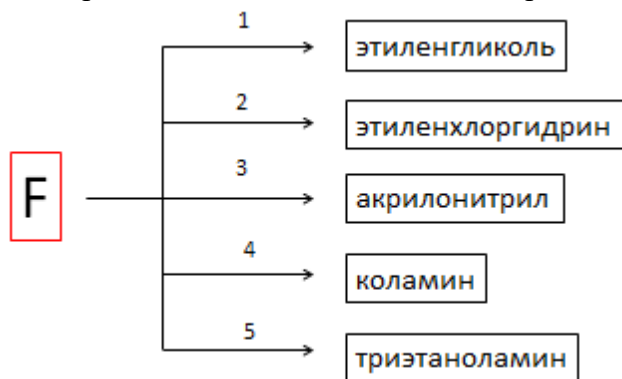 1
этиленгликоль
2
этиленхлоргидрин
F
3
акрилонитрил
4
коламин
5
триэтаноламин